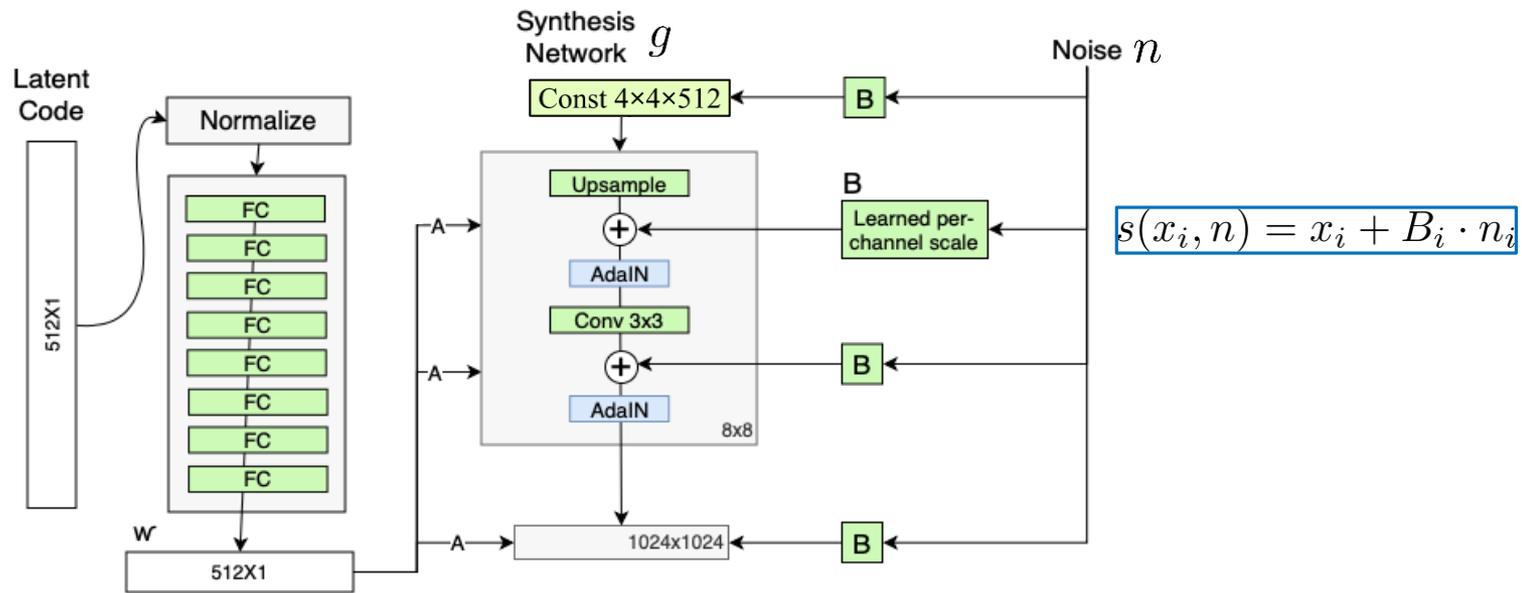 Latent
Code
512X1
Normalize
FC
FC
FC
FC
FC
FC
FC
FC
w
512X1
A
A
A
Synthesis
Network g
Const 4×4×512
Upsample
+
AdaIN
Conv 3x3
+
AdaIN
8x8
1024x1024
B
B
Learned per-
channel scale
B
B
Noise n
s(x_i, n) = x_i + B_i · n_i